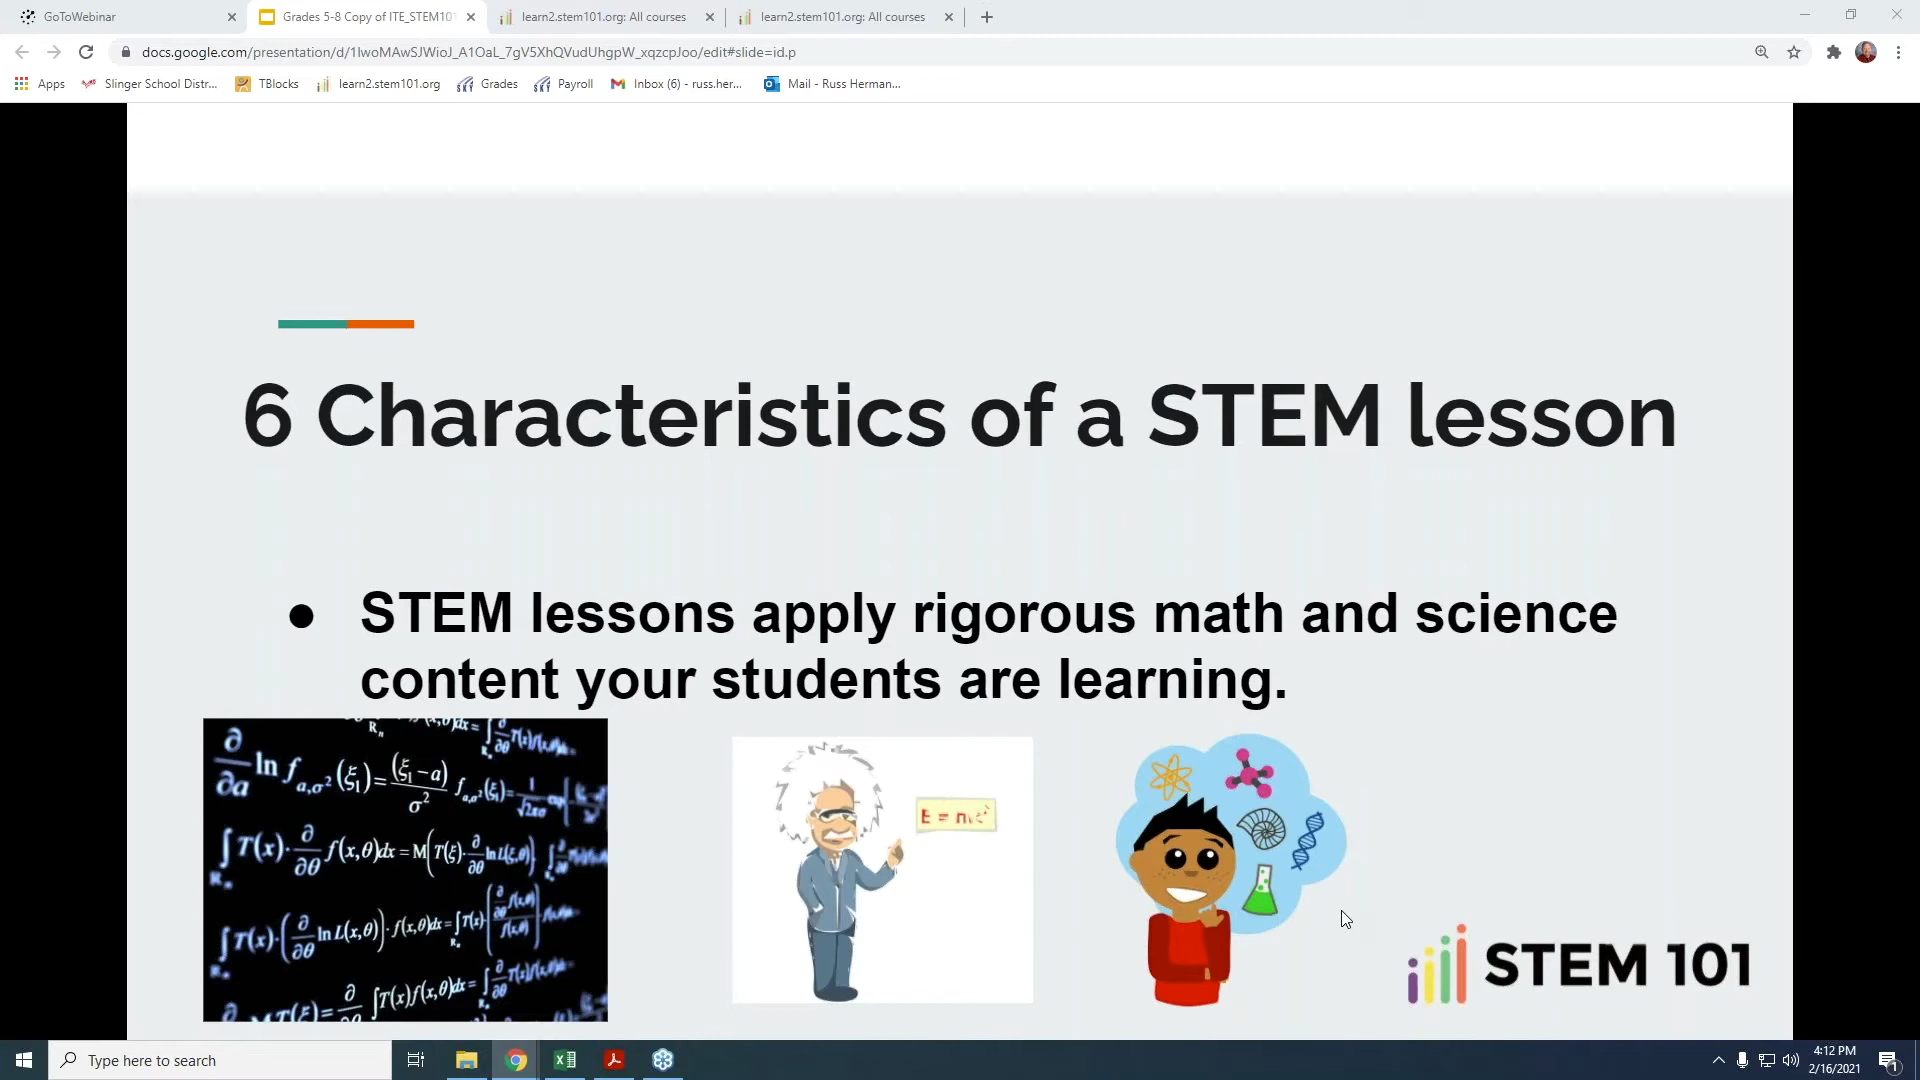 GoToWebinar
Grades 5-8 Copy of ITE_STEM101
learn2.stem101.org: All courses
learn2.stem101.org: All courses
docs.google.com/presentation/d/1IwoMAwSJWioJ_A1OaL_7gV5XhQVudUhgpW_xqzcpJoo/edit#slide=id.p
Apps
Slinger School Distr...
TBlocks
learn2.stem101.org
Grades
Payroll
Inbox (6) - russ.her...
Mail - Russ Herman...
6 Characteristics of a STEM lesson
● STEM lessons apply rigorous math and science
content your students are learning.
E = mc²
STEM 101
Type here to search
4:12 PM
2/16/2021
1